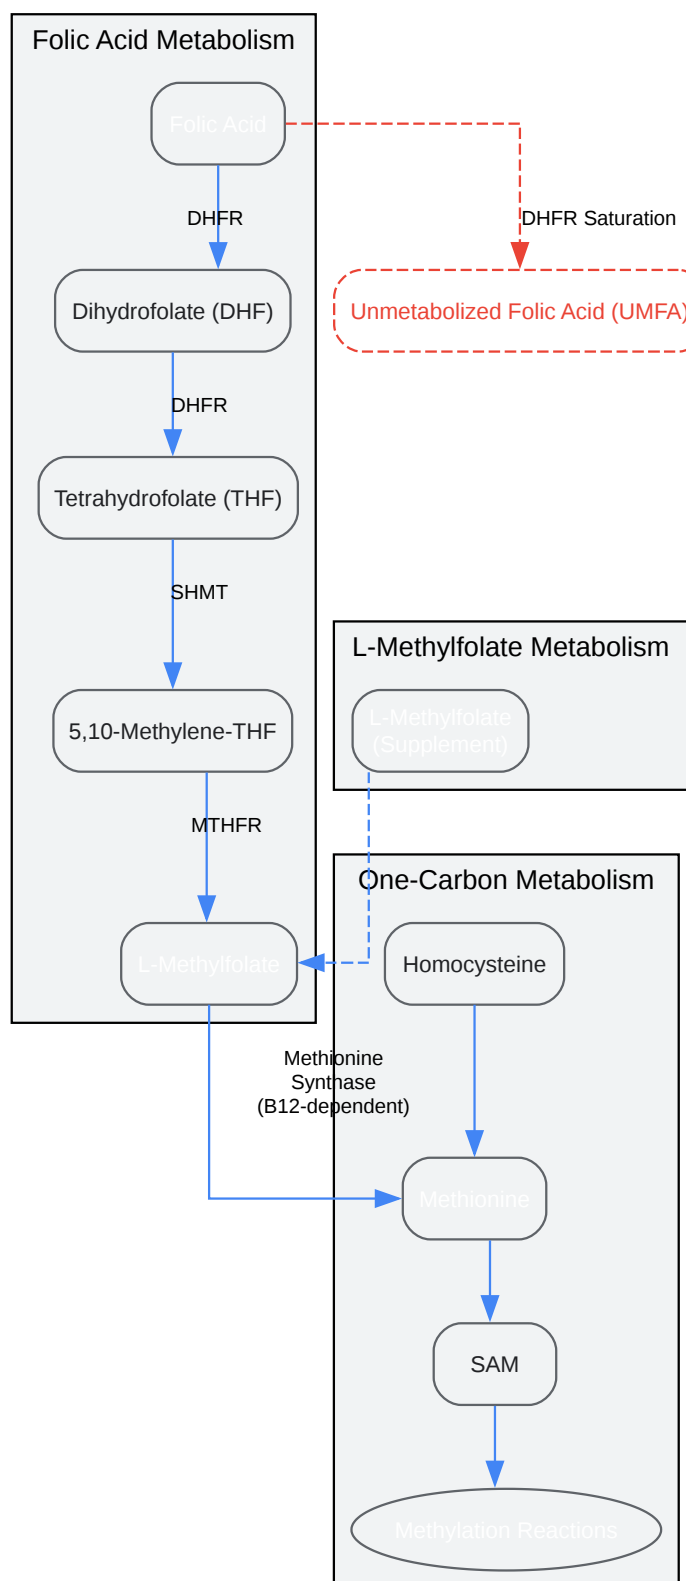 Folic Acid Metabolism
Folic Acid
DHFR
DHFR Saturation
Dihydrofolate (DHF)
Unmetabolized Folic Acid (UMFA)
DHFR
Tetrahydrofolate (THF)
SHMT
L-Methylfolate Metabolism
5,10-Methylene-THF
L-Methylfolate
(Supplement)
MTHFR
One-Carbon Metabolism
L-Methylfolate
Homocysteine
Methionine
Synthase
(B12-dependent)
Methionine
SAM
Methylation Reactions